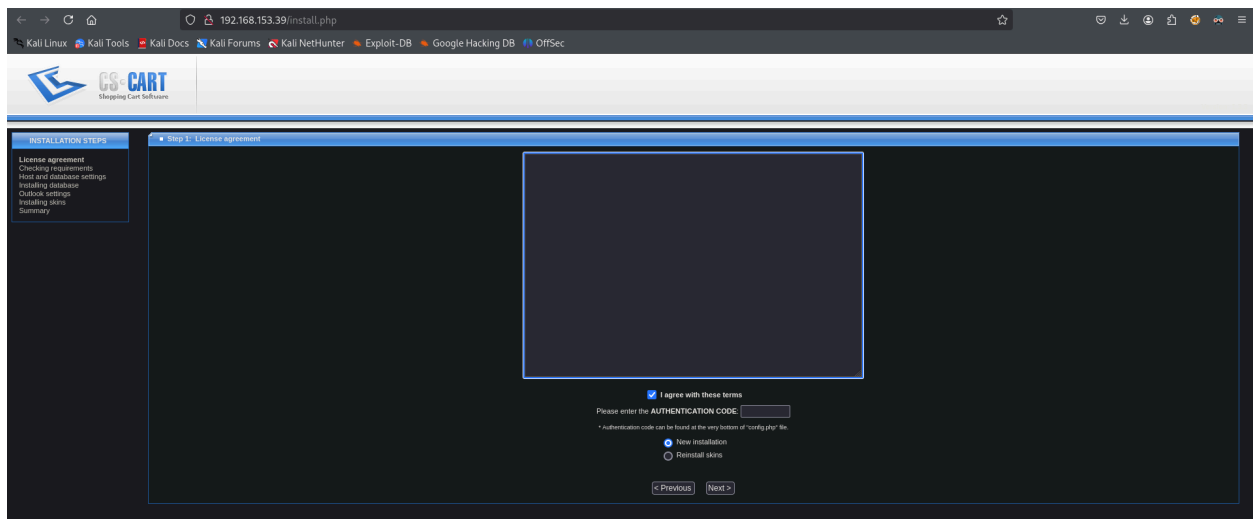 192.168.153.39/install.php
Kali Linux Kali Tools Kali Docs Kali Forums Kali NetHunter Exploit-DB Google Hacking DB OffSec
CS-CART
Shopping Cart Software
INSTALLATION STEPS
License agreement
Checking requirements
Host and database settings
Installing database
Outlook settings
Installing skins
Summary
Step 1: License agreement
I agree with these terms
Please enter the AUTHENTICATION CODE:
* Authentication code can be found at the very bottom of "config.php" file.
New installation
Reinstall skins
< Previous Next >